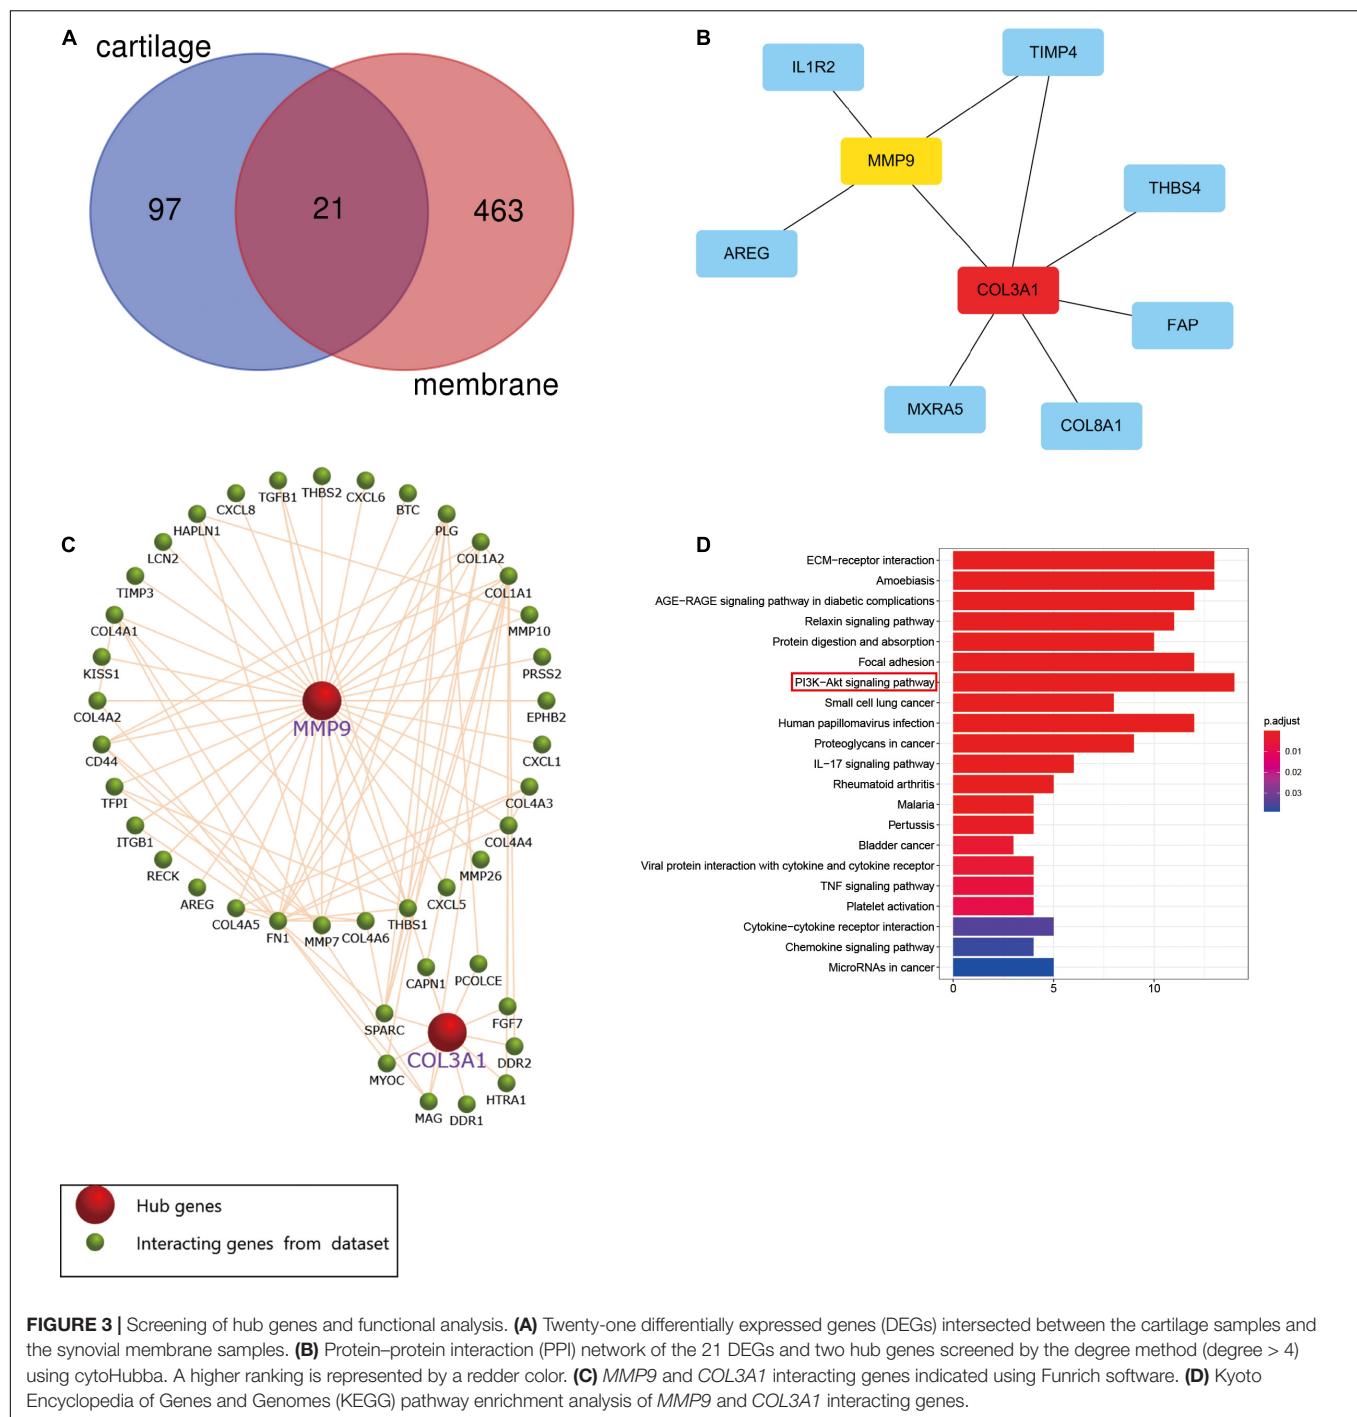 A
cartilage
97
21
463
membrane
B
IL1R2
TIMP4
MMP9
THBS4
AREG
COL3A1
FAP
MXRA5
COL8A1
C
THBS2
TGFB1
CXCL6
CXCL8
BTC
HAPLN1
PLG
LCN2
COL1A2
TIMP3
COL1A1
COL4A1
MMP10
KISS1
PRSS2
COL4A2
EPHB2
MMP9
CD44
CXCL1
TFPI
COL4A3
ITGB1
COL4A4
RECK
MMP26
AREG
CXCL5
COL4A5
FN1
MMP7
COL4A6
THBS1
CAPN1
PCOLCE
SPARC
FGF7
COL3A1
DDR2
MYOC
HTRA1
MAG
DDR1
Hub genes
Interacting genes from dataset
D
ECM−receptor interaction
Amoebiasis
AGE−RAGE signaling pathway in diabetic complications
Relaxin signaling pathway
Protein digestion and absorption
Focal adhesion
PI3K−Akt signaling pathway
Small cell lung cancer
Human papillomavirus infection
Proteoglycans in cancer
IL−17 signaling pathway
Rheumatoid arthritis
Malaria
Pertussis
Bladder cancer
Viral protein interaction with cytokine and cytokine receptor
TNF signaling pathway
Platelet activation
Cytokine−cytokine receptor interaction
Chemokine signaling pathway
MicroRNAs in cancer
0
5
10
p.adjust
0.01
0.02
0.03
FIGURE 3 | Screening of hub genes and functional analysis. (A) Twenty-one differentially expressed genes (DEGs) intersected between the cartilage samples and
the synovial membrane samples. (B) Protein–protein interaction (PPI) network of the 21 DEGs and two hub genes screened by the degree method (degree > 4)
using cytoHubba. A higher ranking is represented by a redder color. (C) MMP9 and COL3A1 interacting genes indicated using Funrich software. (D) Kyoto
Encyclopedia of Genes and Genomes (KEGG) pathway enrichment analysis of MMP9 and COL3A1 interacting genes.